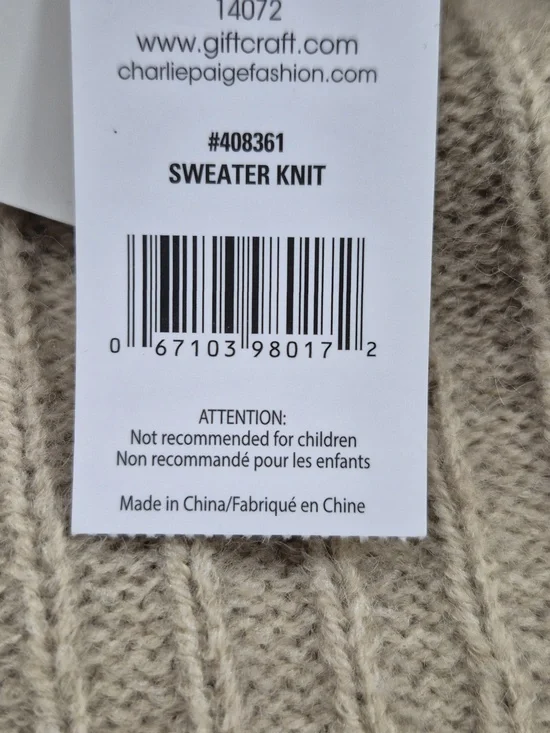 14072
www.giftcraft.com
charliepaigefashion.com
#408361
SWEATER KNIT
0 67103 98017 2
ATTENTION:
Not recommended for children
Non recommandé pour les enfants
Made in China/Fabriqué en Chine